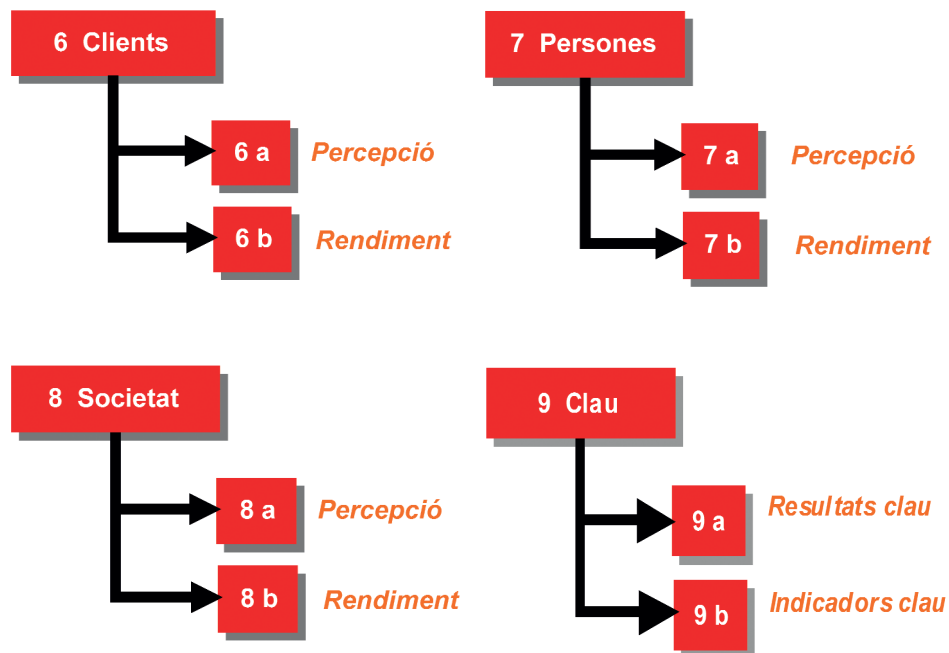 6 Clients
6 a Percepció
6 b Rendiment
7 Persones
7 a Percepció
7 b Rendiment
8 Societat
8 a Percepció
8 b Rendiment
9 Clau
9 a Resultats clau
9 b Indicadors clau